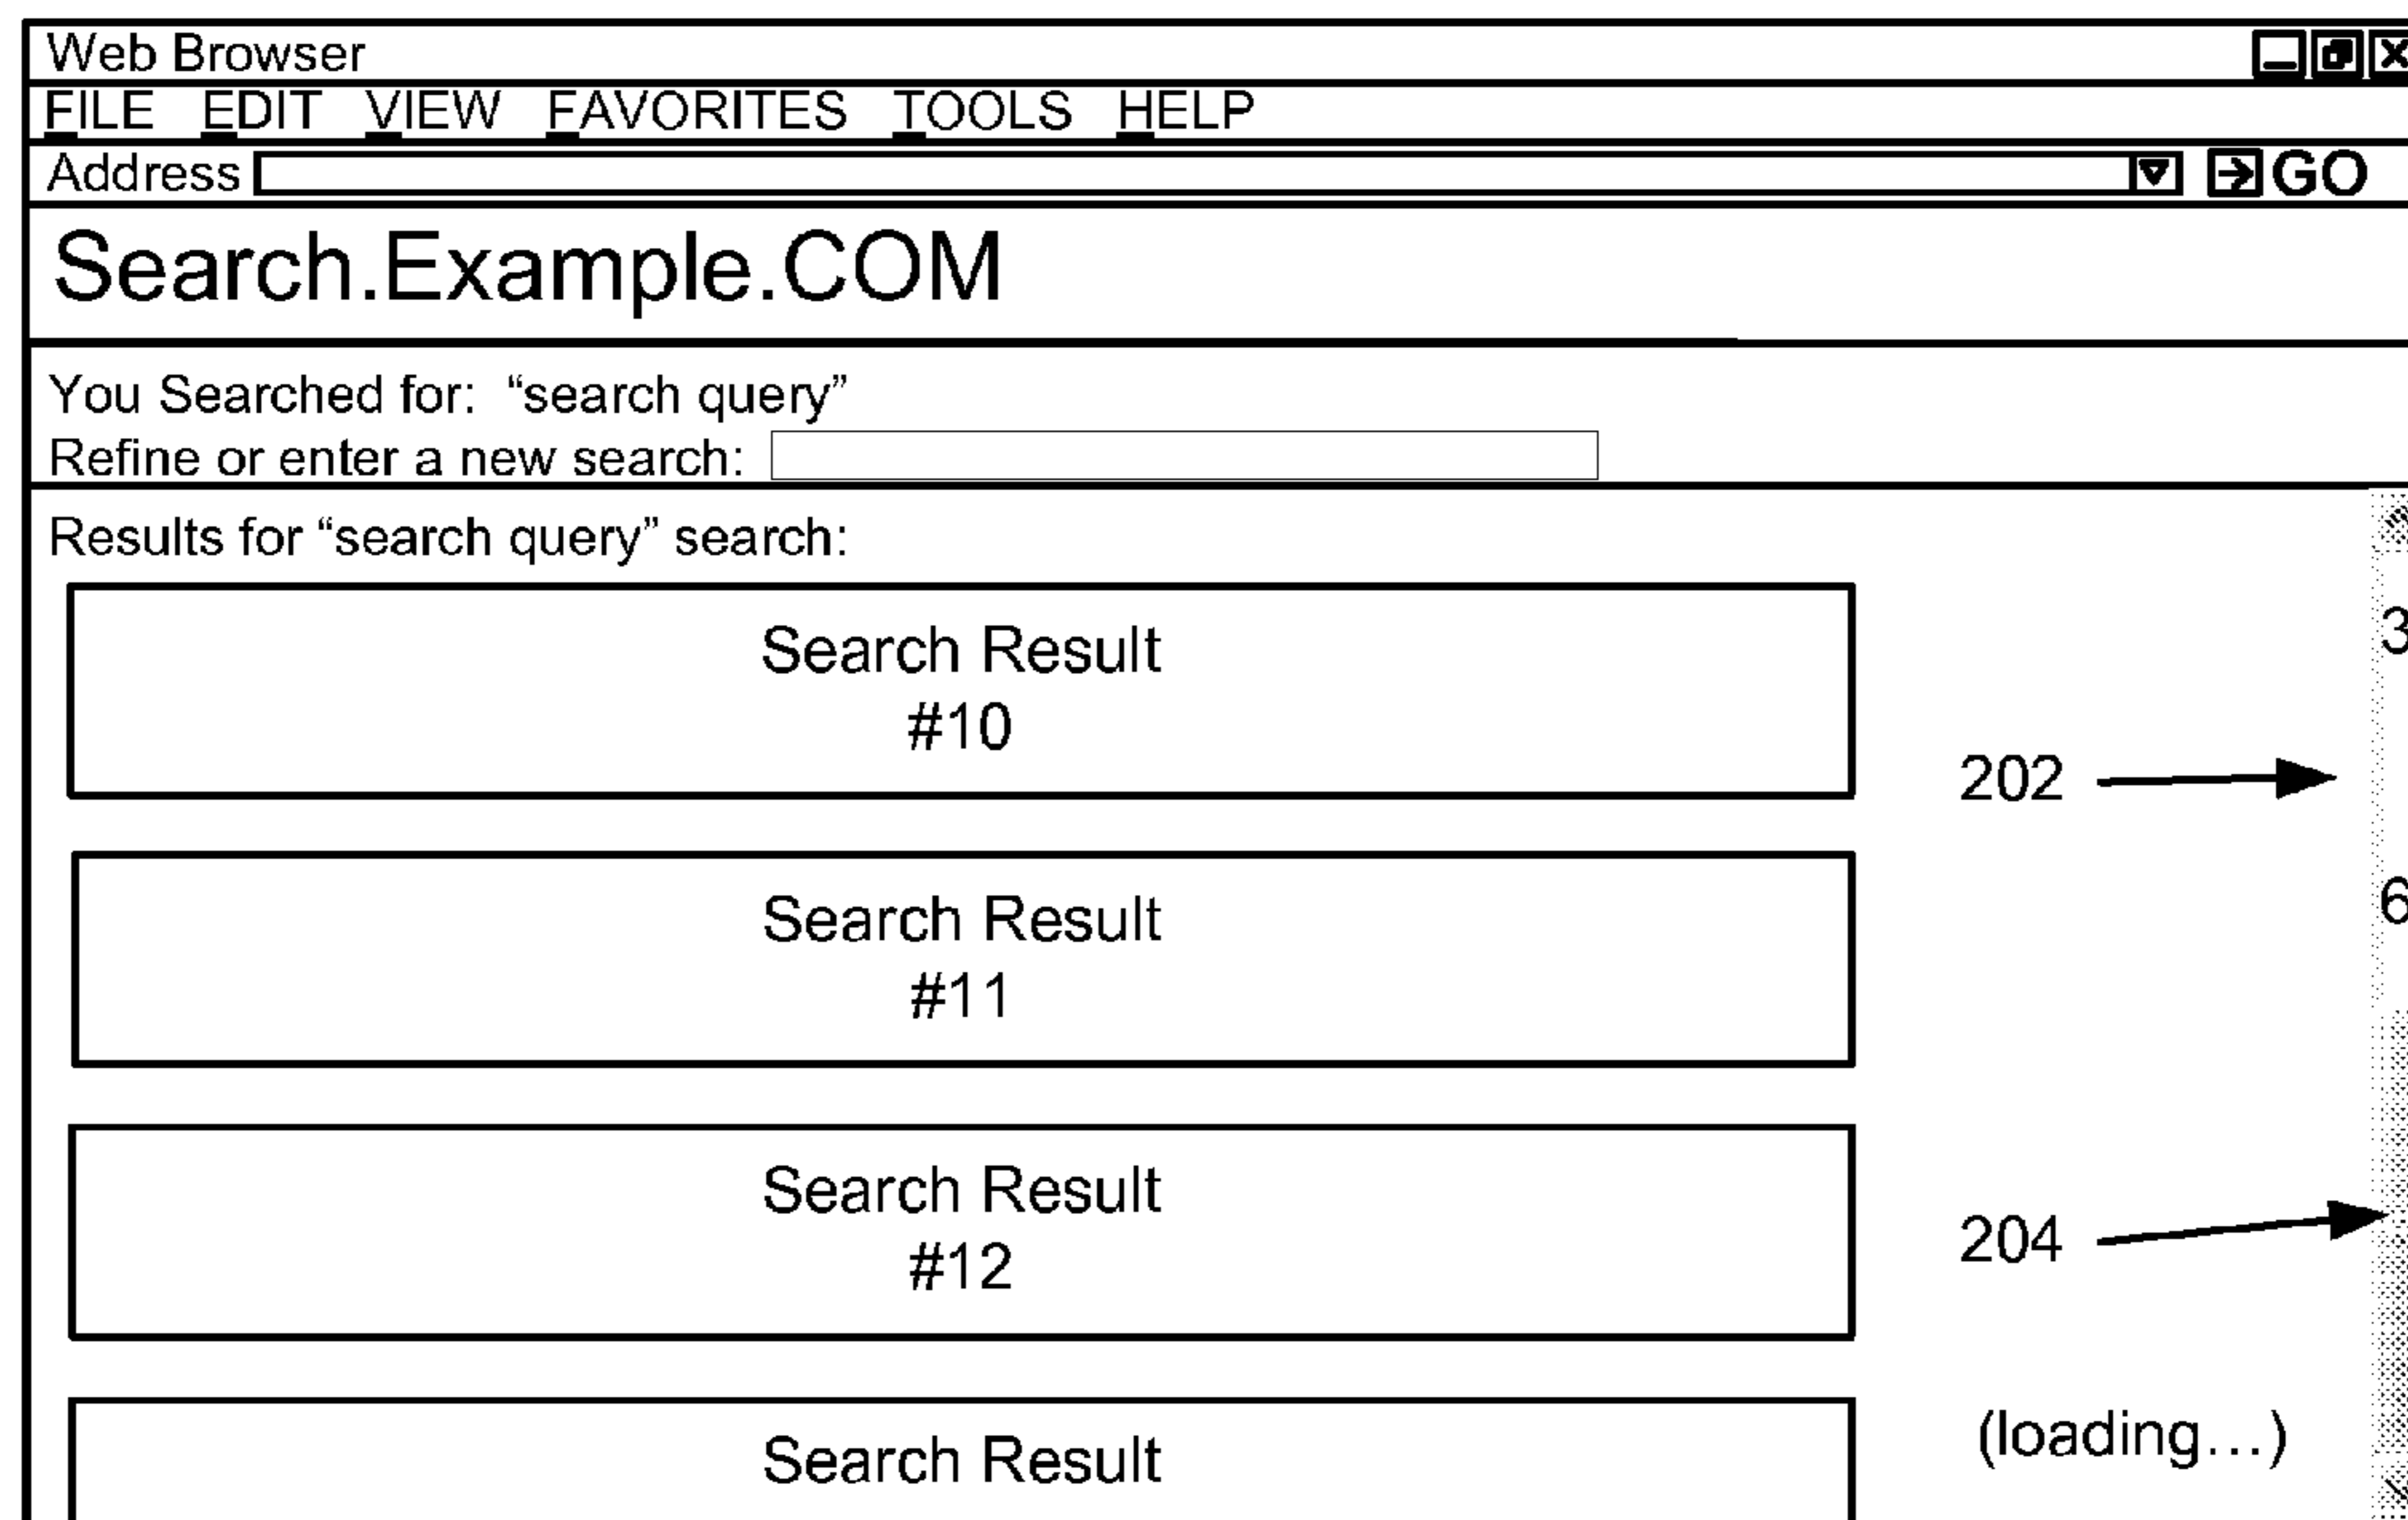 Web Browser
FILE EDIT VIEW FAVORITES TOOLS HELP
Address GO
Search.Example.COM
You Searched for: “search query”
Refine or enter a new search:
Results for “search query” search:
Search Result
#10
3
202
Search Result
#11
6
Search Result
#12
204
Search Result
(loading...)